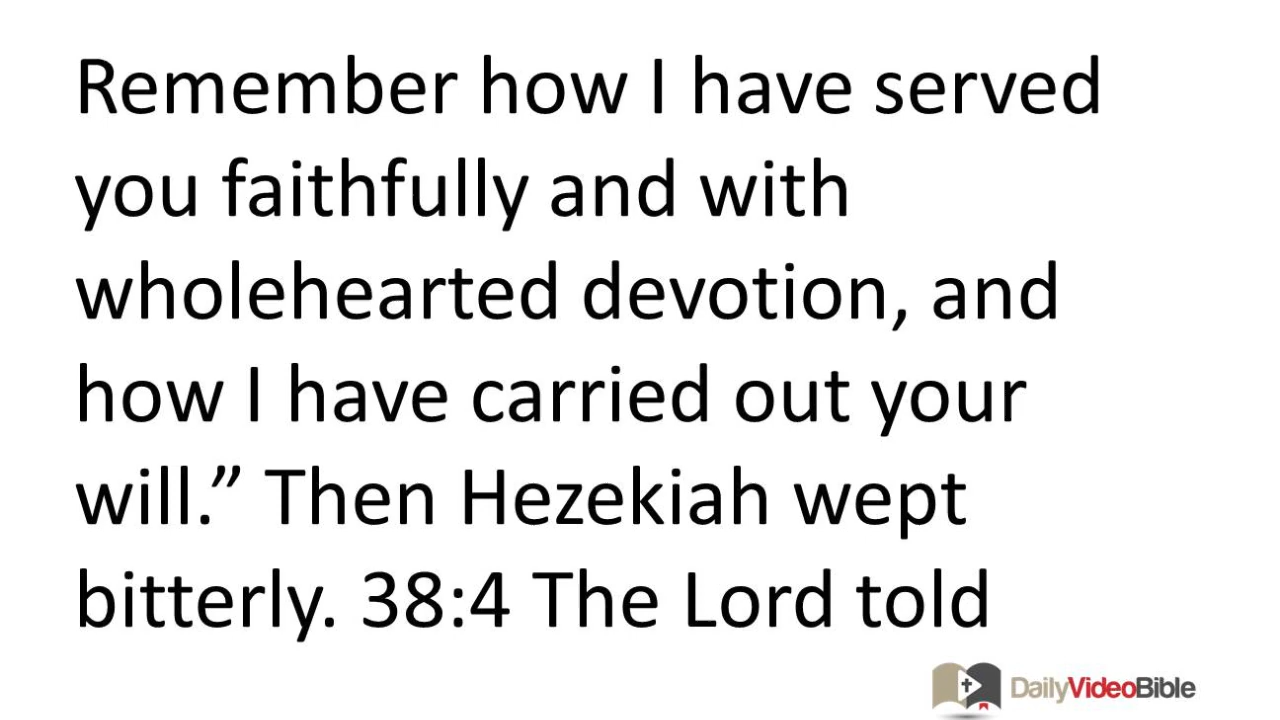 Remember how I have served
you faithfully and with
wholehearted devotion, and
how I have carried out your
will.” Then Hezekiah wept
bitterly. 38:4 The Lord told
DailyVideoBible